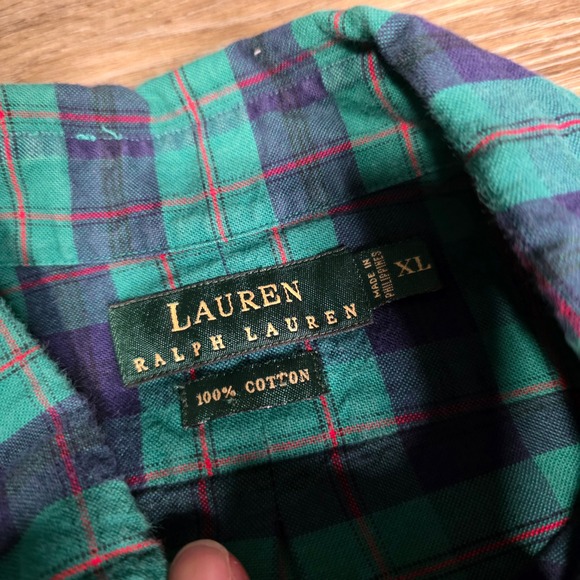 LAUREN
RALPH LAUREN
MADE IN
PHILIPPINES
XL
100% COTTON